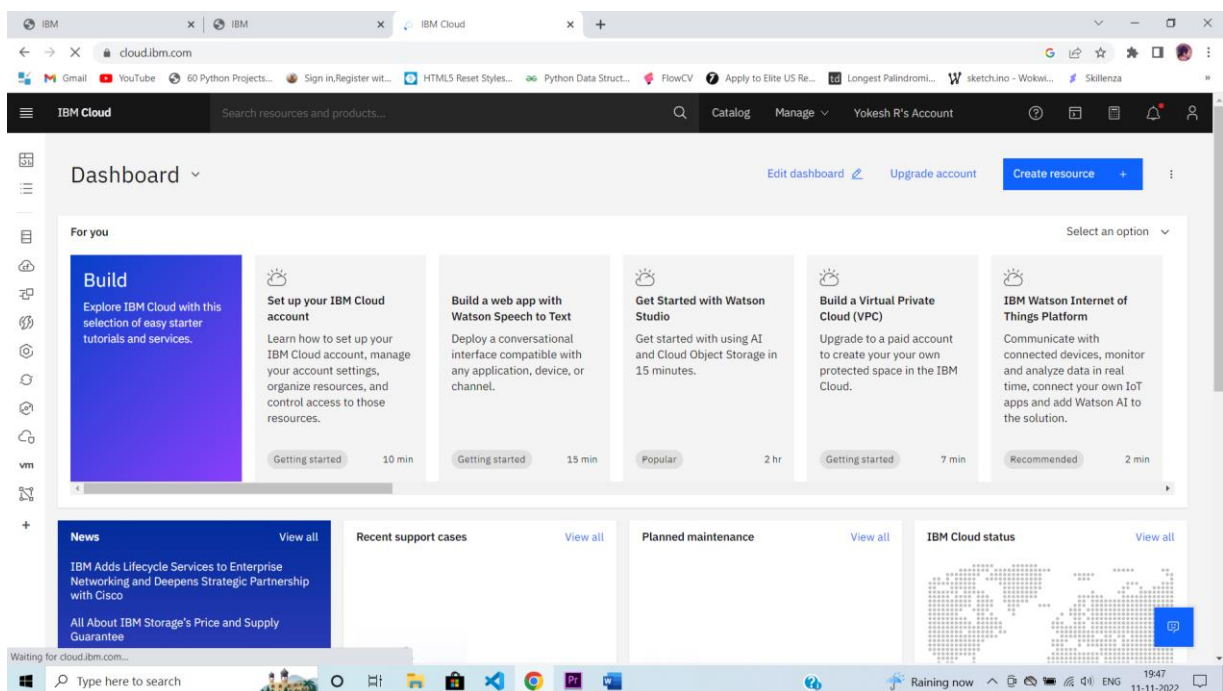 IBM
IBM
IBM Cloud
cloud.ibm.com
Gmail YouTube 60 Python Projects... Sign in,Register wit... HTML5 Reset Styles... Python Data Struct... FlowCV Apply to Elite US Re... Longest Palindromi... sketch.ino - Wokwi... Skillenza
IBM Cloud Search resources and products... Catalog Manage Yokesh R's Account
Dashboard
Edit dashboard Upgrade account Create resource +
For you
Select an option
Build
Explore IBM Cloud with this
selection of easy starter
tutorials and services.
Set up your IBM Cloud
account
Learn how to set up your
IBM Cloud account, manage
your account settings,
organize resources, and
control access to those
resources.
Getting started 10 min
Build a web app with
Watson Speech to Text
Deploy a conversational
interface compatible with
any application, device, or
channel.
Getting started 15 min
Get Started with Watson
Studio
Get started with using AI
and Cloud Object Storage in
15 minutes.
Popular 2 hr
Build a Virtual Private
Cloud (VPC)
Upgrade to a paid account
to create your your own
protected space in the IBM
Cloud.
Getting started 7 min
IBM Watson Internet of
Things Platform
Communicate with
connected devices, monitor
and analyze data in real
time, connect your own IoT
apps and add Watson AI to
the solution.
Recommended 2 min
vm
News View all
IBM Adds Lifecycle Services to Enterprise
Networking and Deepens Strategic Partnership
with Cisco
All About IBM Storage's Price and Supply
Guarantee
Recent support cases View all
Planned maintenance View all
IBM Cloud status View all
Waiting for cloud.ibm.com...
Type here to search
Pr
Raining now
ENG
19:47
11-11-2022